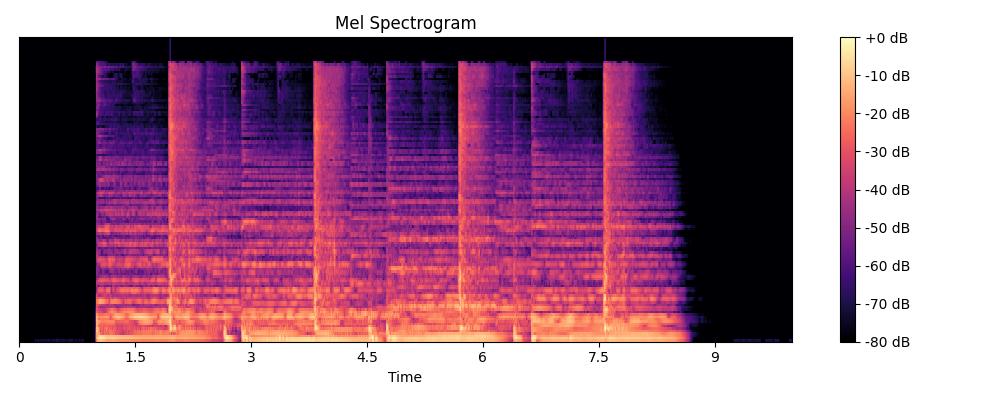 Mel Spectrogram
+0 dB
-10 dB
-20 dB
-30 dB
-40 dB
-50 dB
-60 dB
-70 dB
-80 dB
0 1.5 3 4.5 6 7.5 9
Time